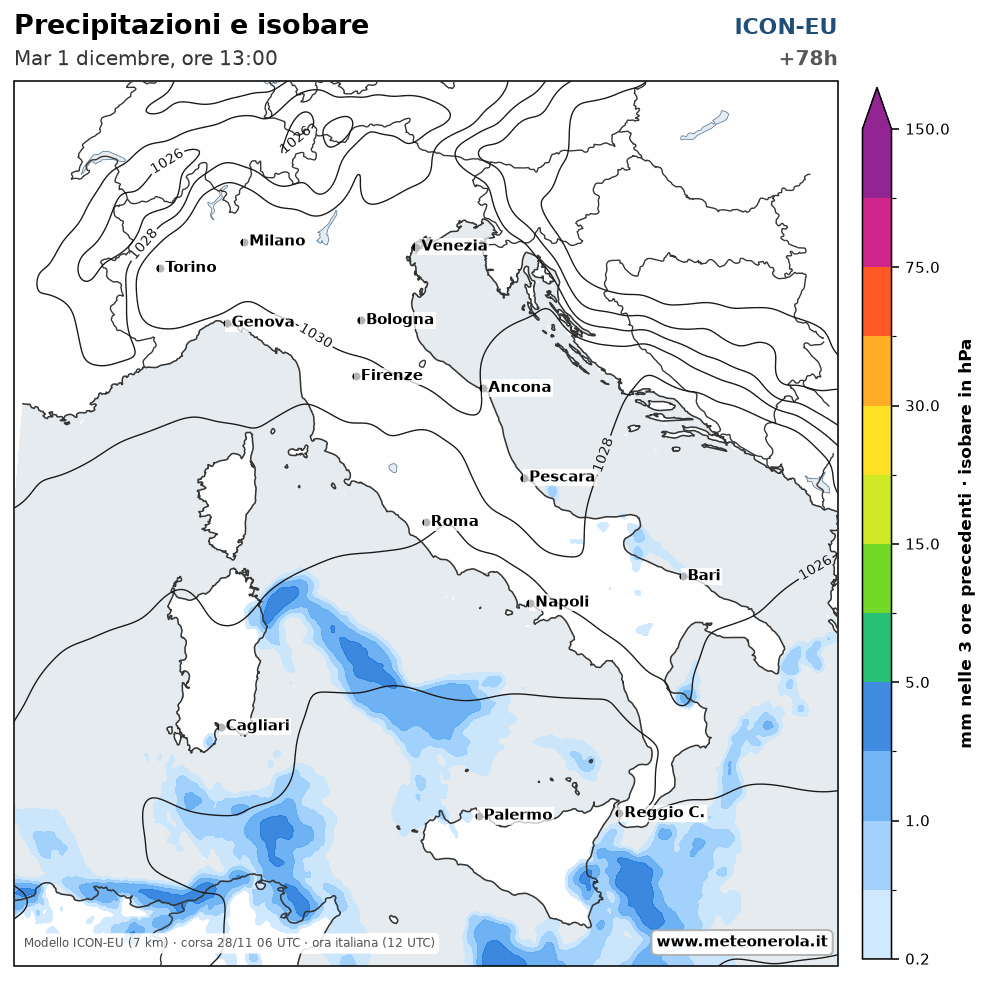 Precipitazioni e isobare
ICON-EU
Mar 1 dicembre, ore 13:00
+78h
1026
1026
1028
Milano
Venezia
Torino
Genova
1030
Bologna
Firenze
Ancona
1028
Pescara
Roma
1026
Bari
Napoli
Cagliari
Palermo
Reggio C.
Modello ICON-EU (7 km) · corsa 28/11 06 UTC · ora italiana (12 UTC)
www.meteonerola.it
150.0
75.0
30.0
15.0
5.0
1.0
0.2
mm nelle 3 ore precedenti · isobare in hPa